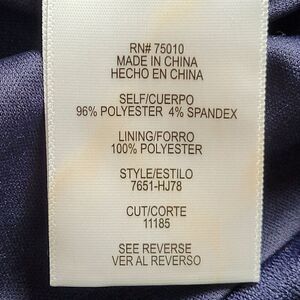 RN# 75010
MADE IN CHINA
HECHO EN CHINA
SELF/CUERPO
96% POLYESTER 4% SPANDEX
LINING/FORRO
100% POLYESTER
STYLE/ESTILO
7651-HJ78
CUT/CORTE
11185
SEE REVERSE
VER AL REVERSO